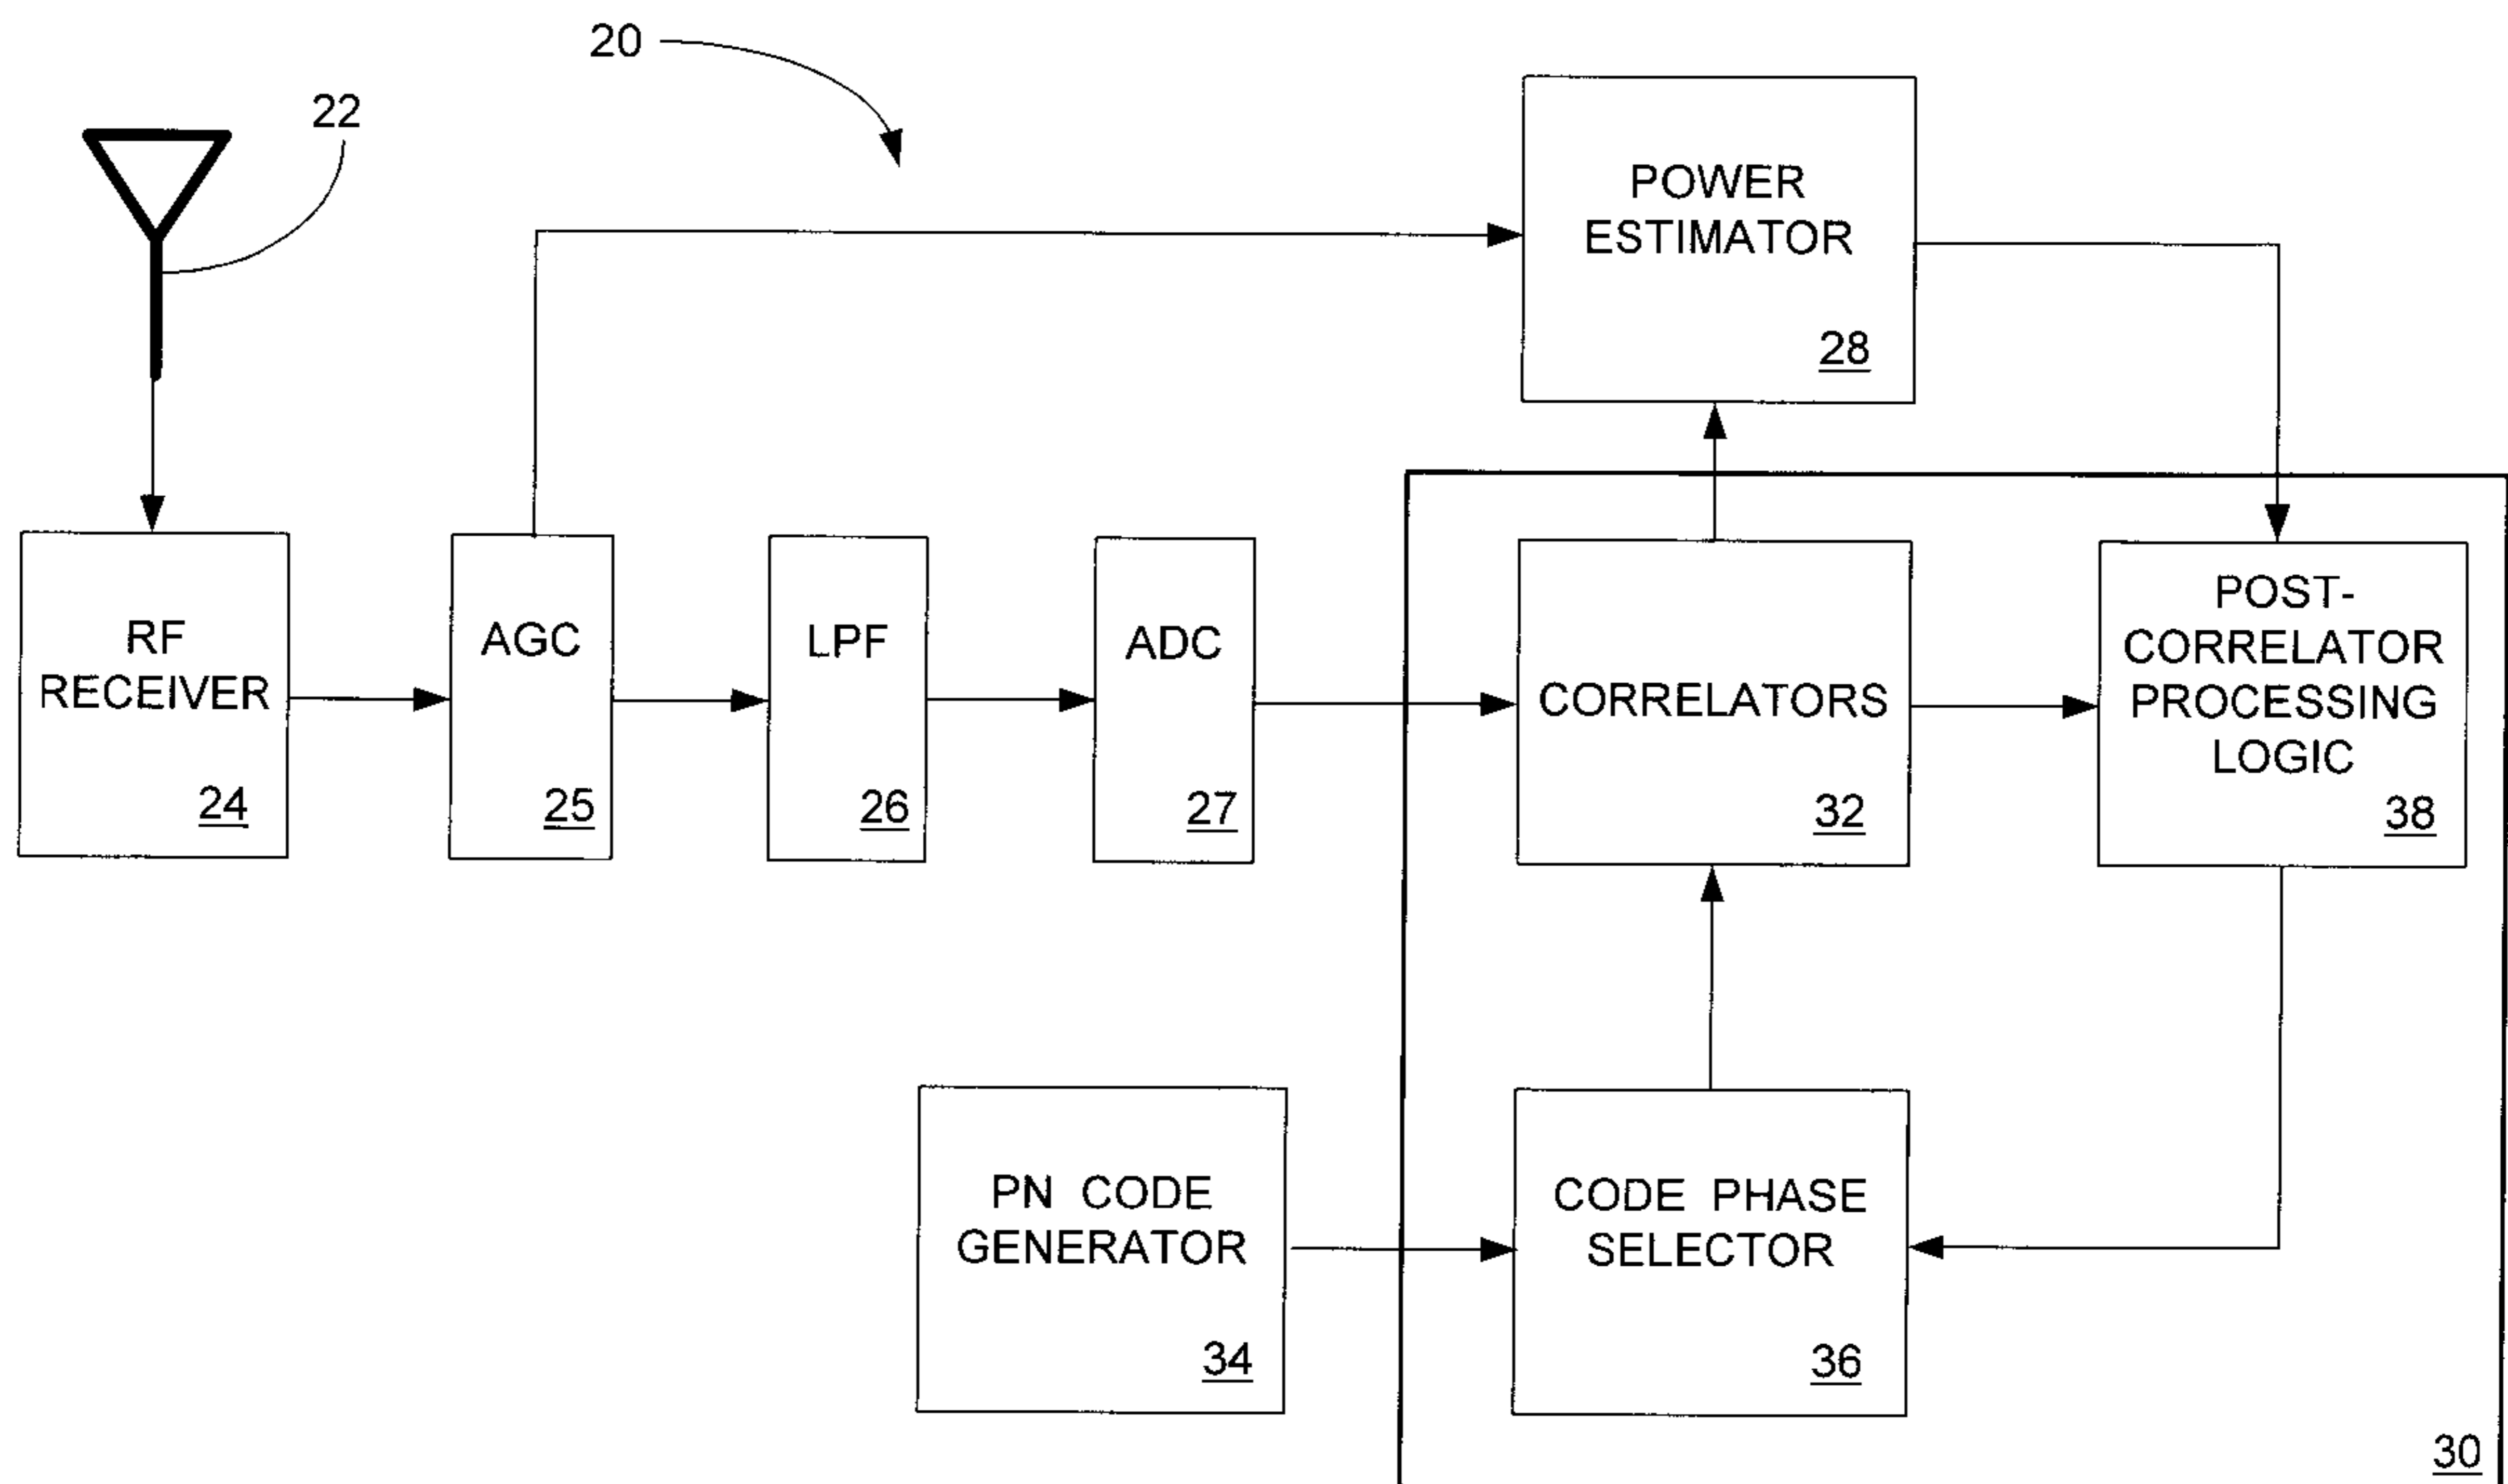 20
22
POWER
ESTIMATOR
28
RF
RECEIVER
24
AGC
25
LPF
26
ADC
27
CORRELATORS
32
POST-
CORRELATOR
PROCESSING
LOGIC
38
PN CODE
GENERATOR
34
CODE PHASE
SELECTOR
36
30